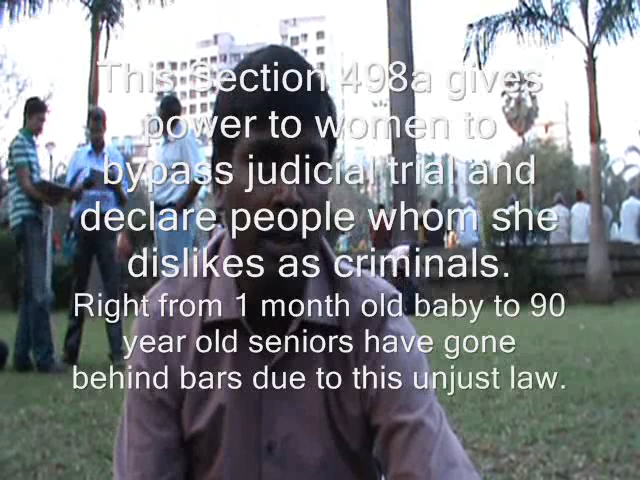 This Section 498a gives
power to women to
bypass judicial trial and
declare people whom she
dislikes as criminals.
Right from 1 month old baby to 90
year old seniors have gone
behind bars due to this unjust law.